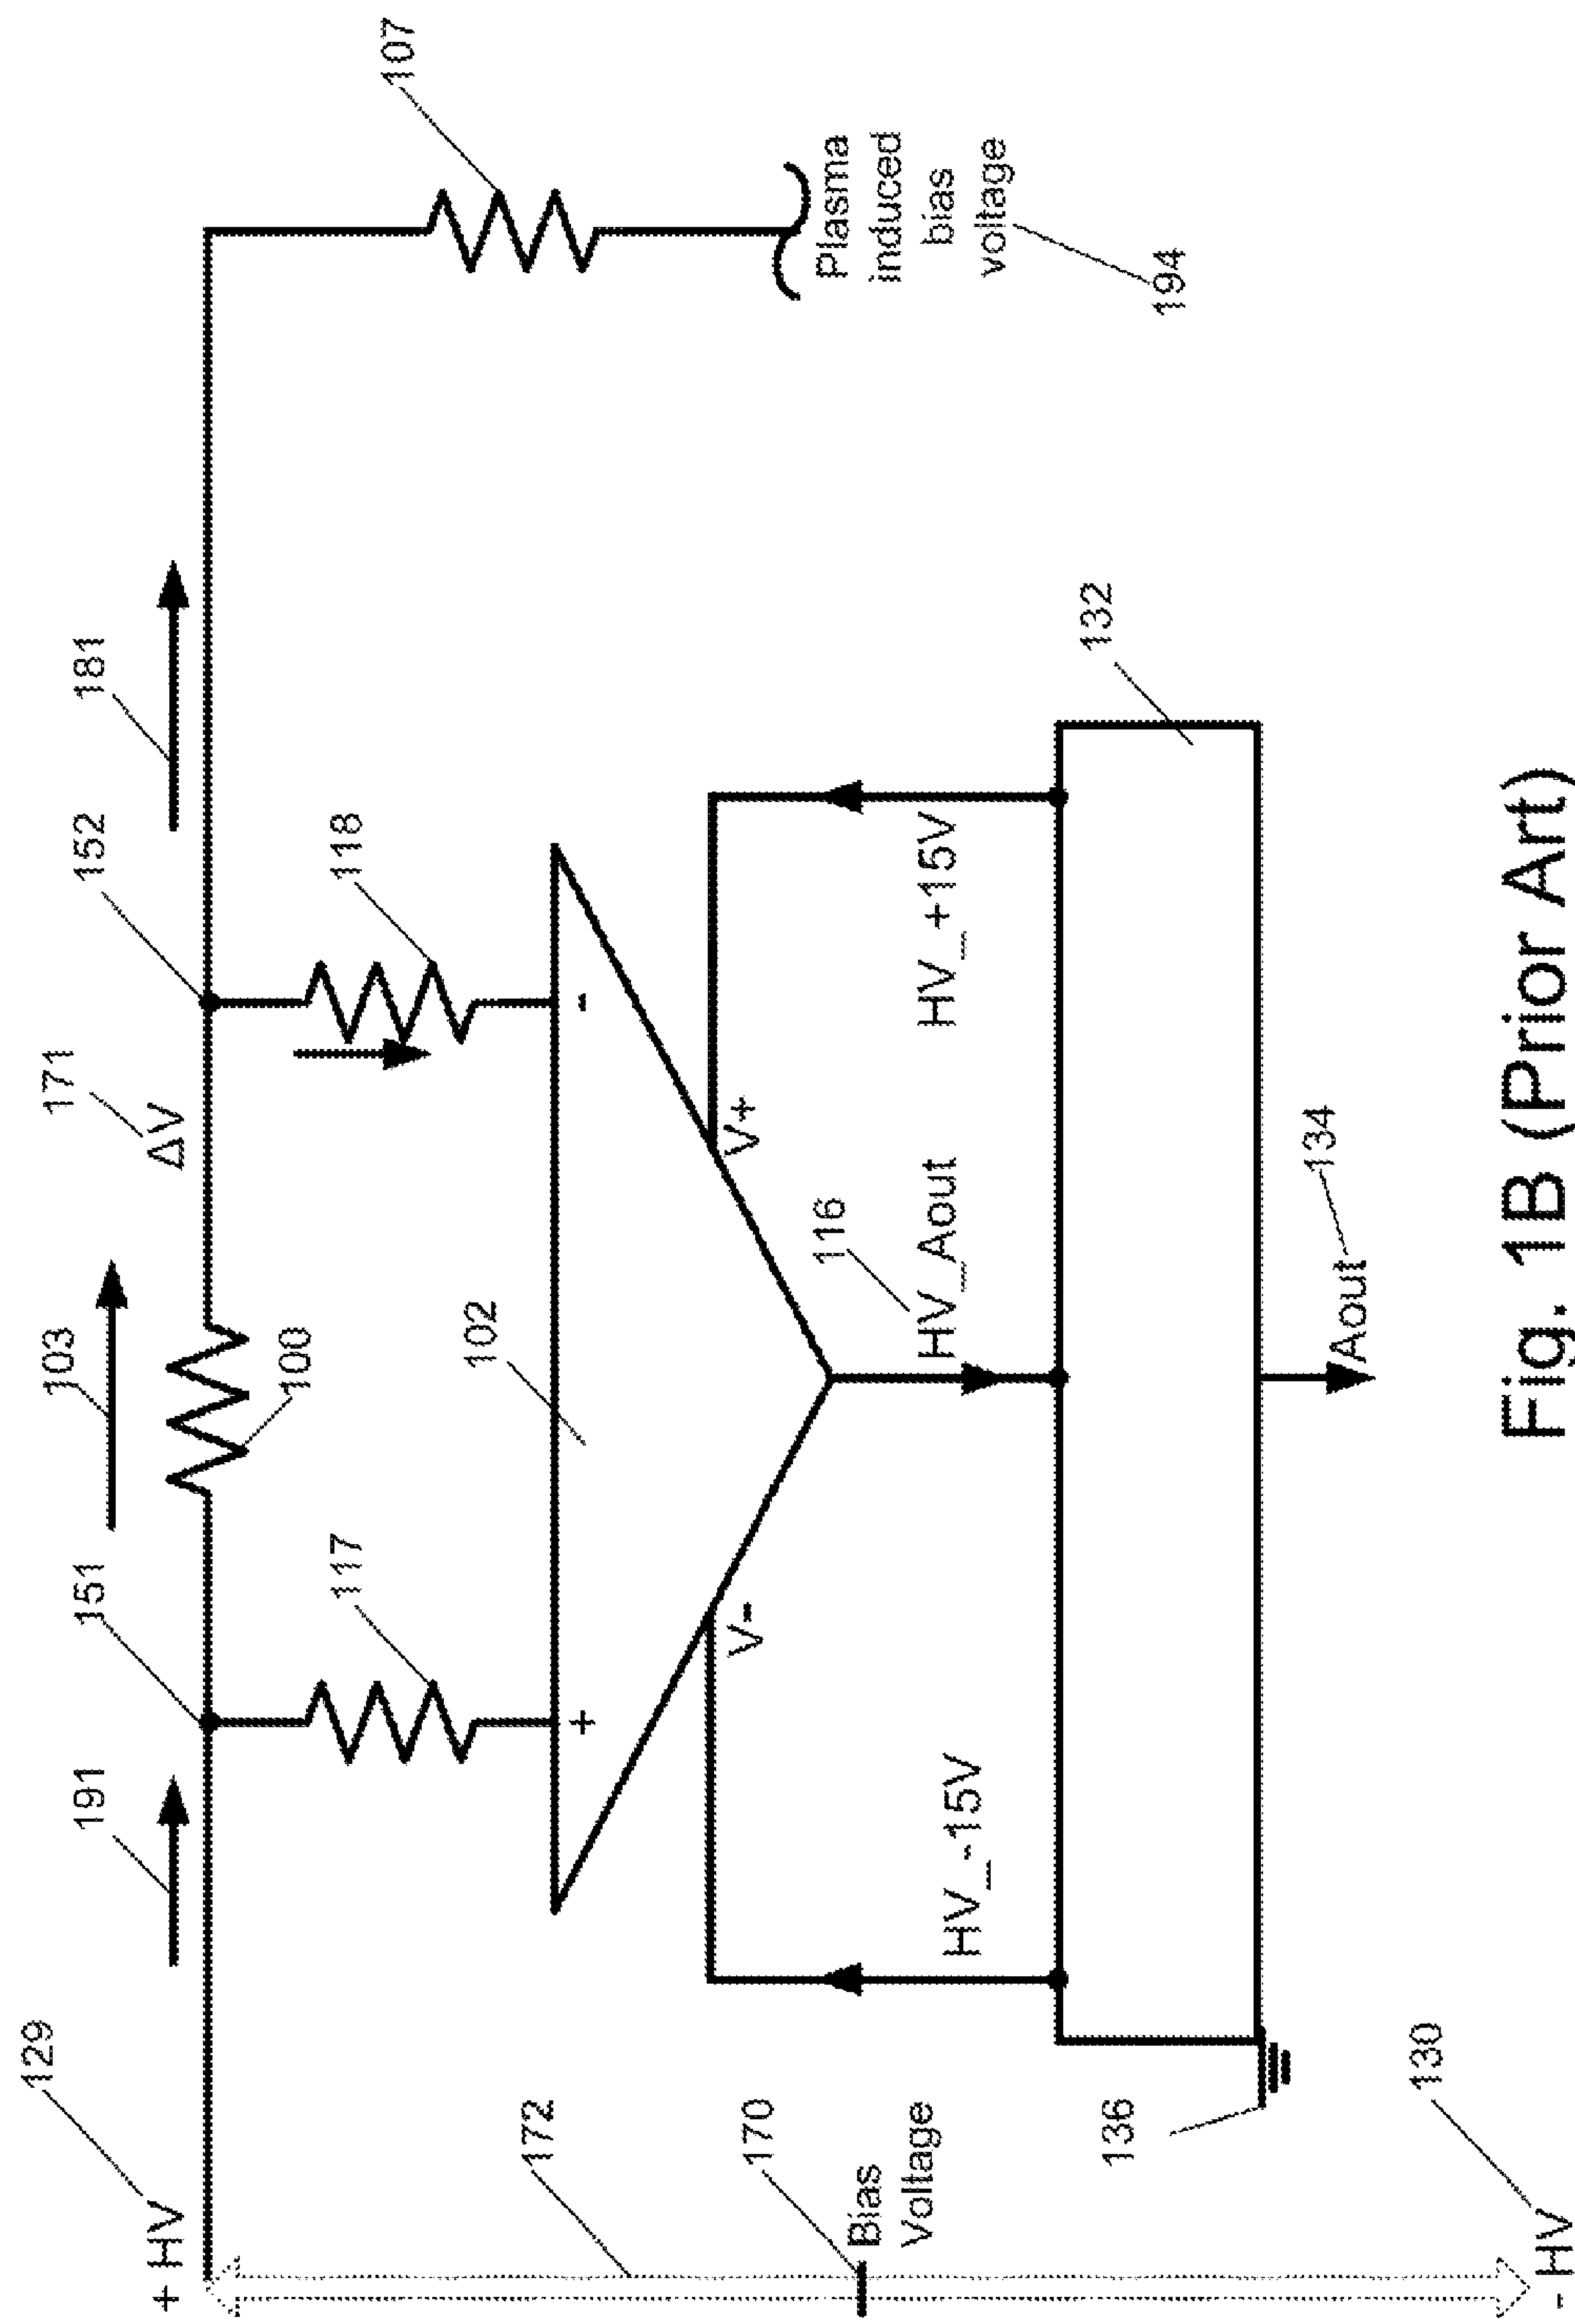 129
103
171
191
151
152
181
+ HV
ΔV
100
117
118
107
102
172
+
-
V-
V+
170
116
Plasma
induced
bias
voltage
Bias
Voltage
HV_-15V
HV_Aout
HV_+15V
136
132
194
134
Aout
130
- HV
Fig. 1B (Prior Art)